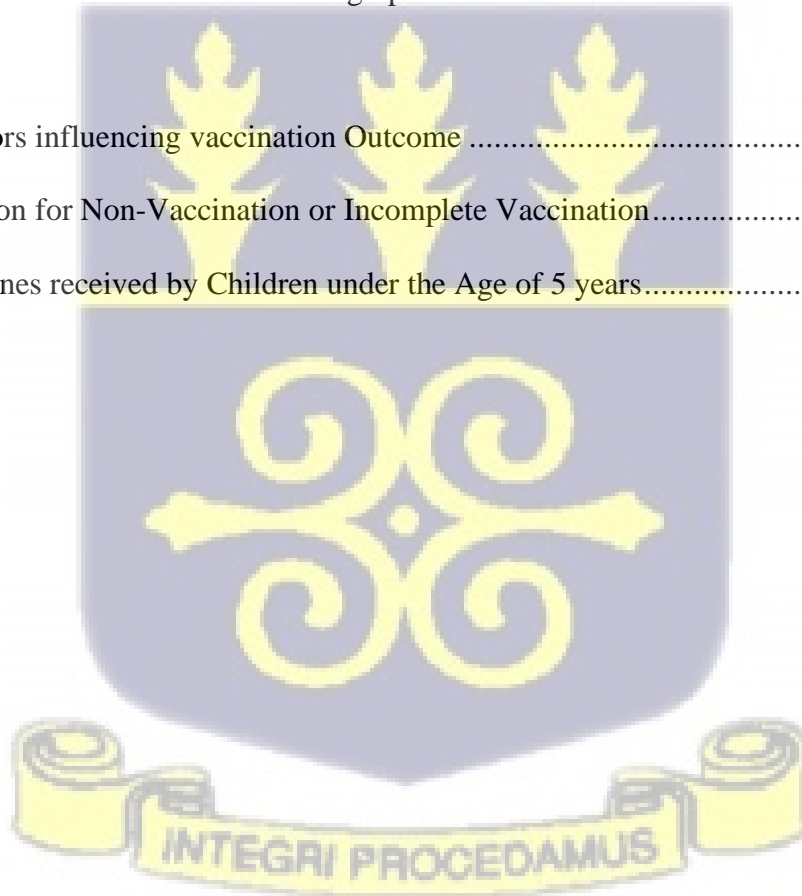 ors influencing vaccination Outcome ........................................
on for Non-Vaccination or Incomplete Vaccination..................
nes received by Children under the Age of 5 years...................
INTEGRI PROCEDAMUS